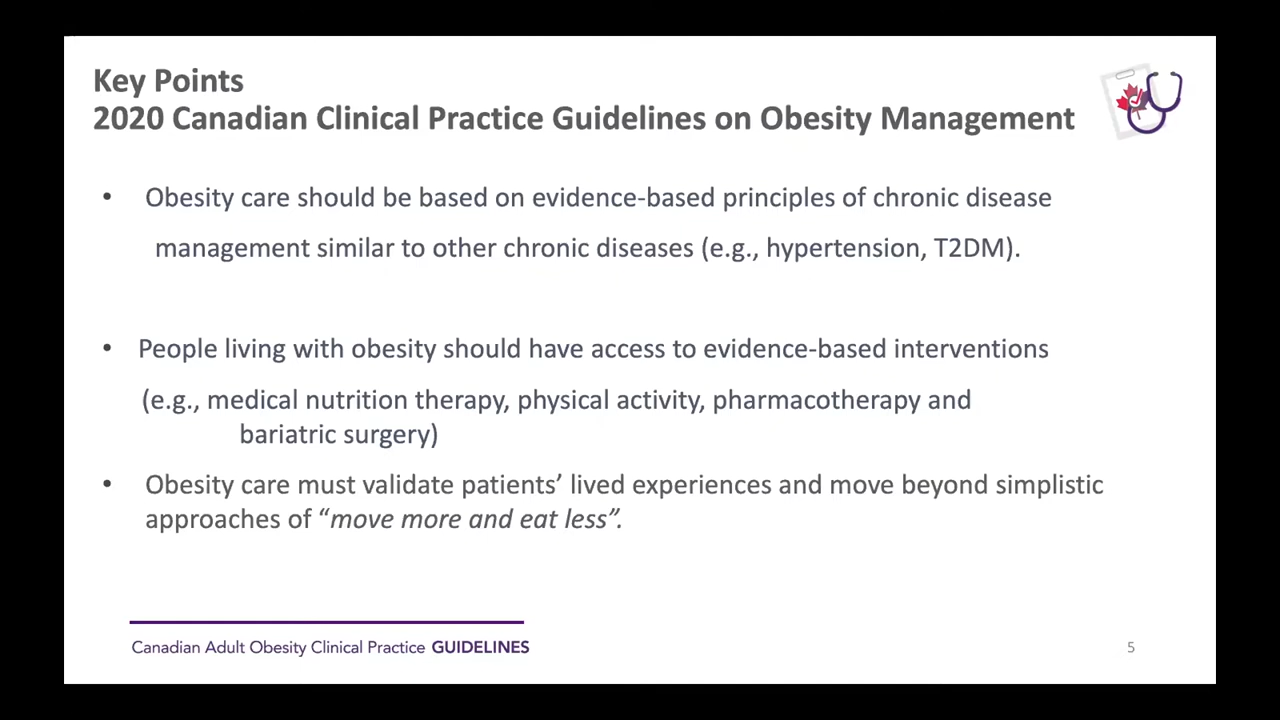 Key Points
2020 Canadian Clinical Practice Guidelines on Obesity Management
• Obesity care should be based on evidence-based principles of chronic disease
management similar to other chronic diseases (e.g., hypertension, T2DM).
• People living with obesity should have access to evidence-based interventions
(e.g., medical nutrition therapy, physical activity, pharmacotherapy and
bariatric surgery)
• Obesity care must validate patients’ lived experiences and move beyond simplistic
approaches of “move more and eat less”.
Canadian Adult Obesity Clinical Practice GUIDELINES
5